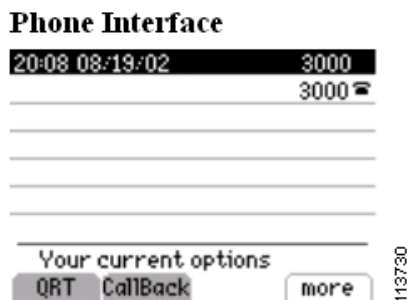 Phone Interface
20:08 08/19/02 3000
3000
Your current options
QRT CallBack more
113730